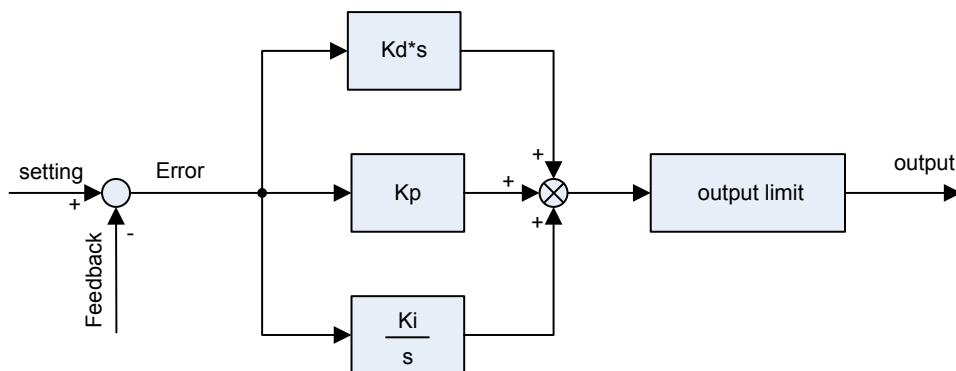 Kd*s
setting
+
Error
Feedback
-
Kp
+
+
+
output limit
output
Ki
s